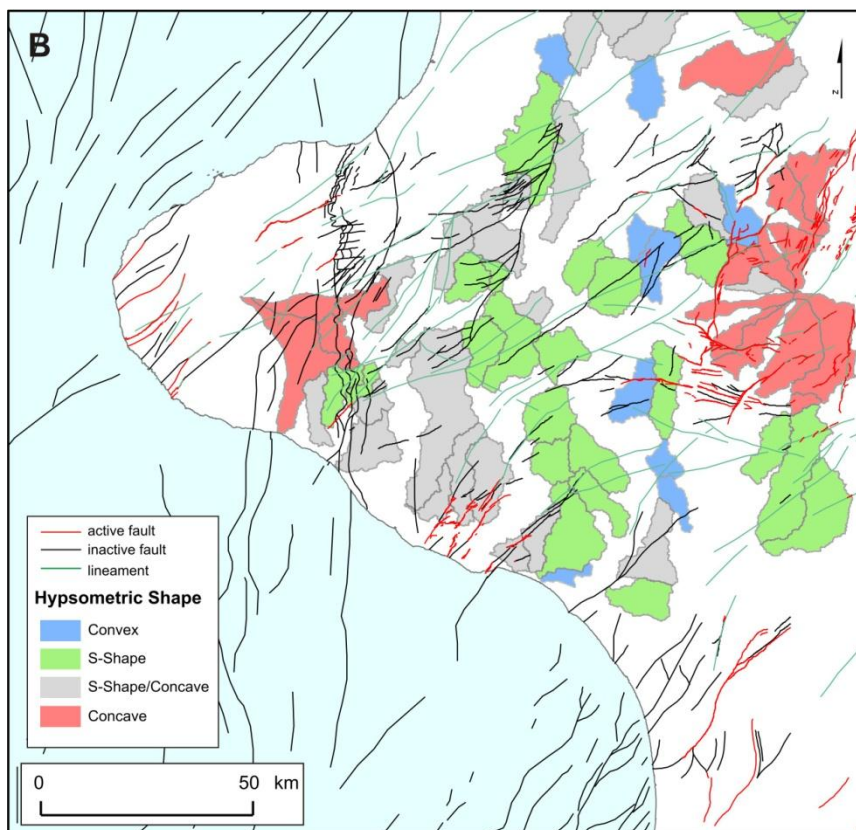 B
z
active fault
inactive fault
lineament
Hypsometric Shape
Convex
S-Shape
S-Shape/Concave
Concave
0 50 km